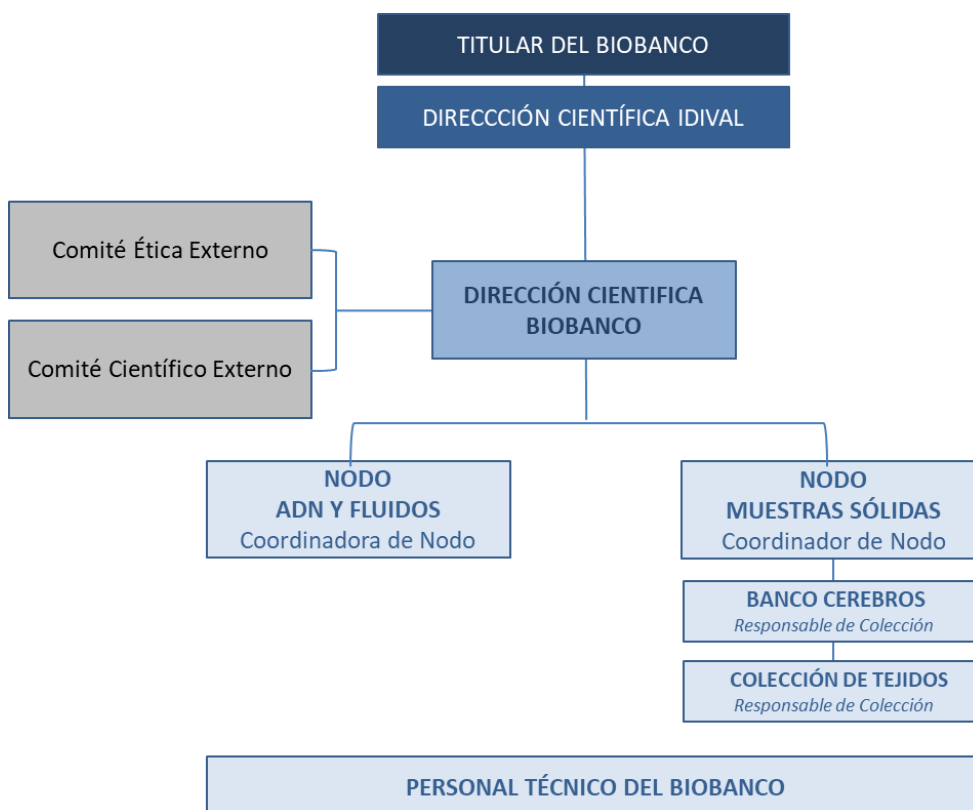 TITULAR DEL BIOBANCO
DIRECCCIÓN CIENTÍFICA IDIVAL
Comité Ética Externo
Comité Científico Externo
DIRECCIÓN CIENTIFICA
BIOBANCO
NODO
ADN Y FLUIDOS
Coordinadora de Nodo
NODO
MUESTRAS SÓLIDAS
Coordinador de Nodo
BANCO CEREBROS
Responsable de Colección
COLECCIÓN DE TEJIDOS
Responsable de Colección
PERSONAL TÉCNICO DEL BIOBANCO